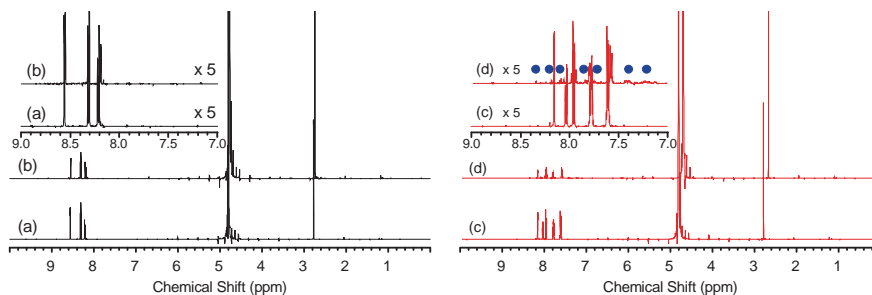 (b) x 5
(a) x 5
9.0 8.5 8.0 7.5 7.0
(b)
(a)
9 8 7 6 5 4 3 2 1
Chemical Shift (ppm)
(d) x 5
(c) x 5
9.0 8.5 8.0 7.5 7.0
(d)
(c)
9 8 7 6 5 4 3 2 1
Chemical Shift (ppm)